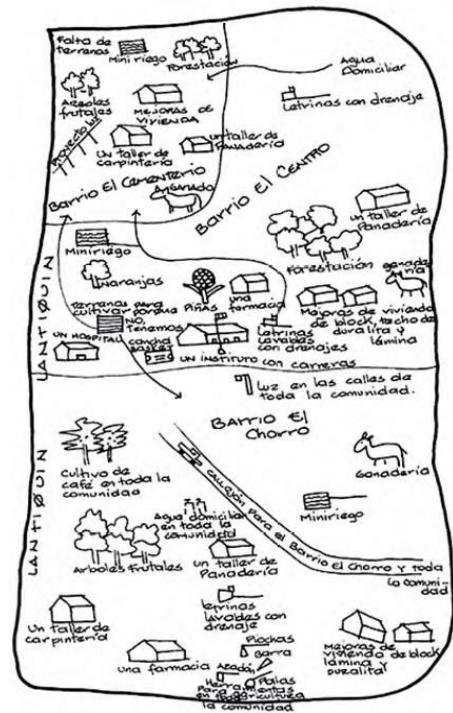 Falta de
terrenos
Mini riego
Forestación
Agua
Domiciliar
Arboles
frutales
MEJORAS DE
VIVIENDA
Letrinas con drenaje
Proyecto luz
Un taller de
carpintería
un taller de
Panadería
Barrio El Cementerio
Barrio El Centro
un taller de
Panadería
Miniriego
Forestación
Naranjas
Piñas
una
farmacia
Mejoras de vivienda
de block, techo de
duralita y
lámina
terrenos para
cultivar porque
NO
Tenemos
UN HOSPITAL
cancha
basket
Letrinas
lavables
con drenajes
UN INSTITUTO con carreras
LANTIQUIN
luz en las calles de
toda la comunidad.
BARRIO El
Chorro
Cultivo de
café en toda la
comunidad
Callejón Para el Barrio El Chorro y toda
la comuni-
dad
Ganadería
Miniriego
Agua domiciliar
en toda la
comunidad
LANTIQUIN
Arboles frutales
un taller de
Panadería
letrinas
lavables con
drenaje
Un taller de
carpintería
una farmacia
Piochas
Barra
Azadón
Palas
la comunidad
Mejoras de
vivienda de block
lámina y
duralita